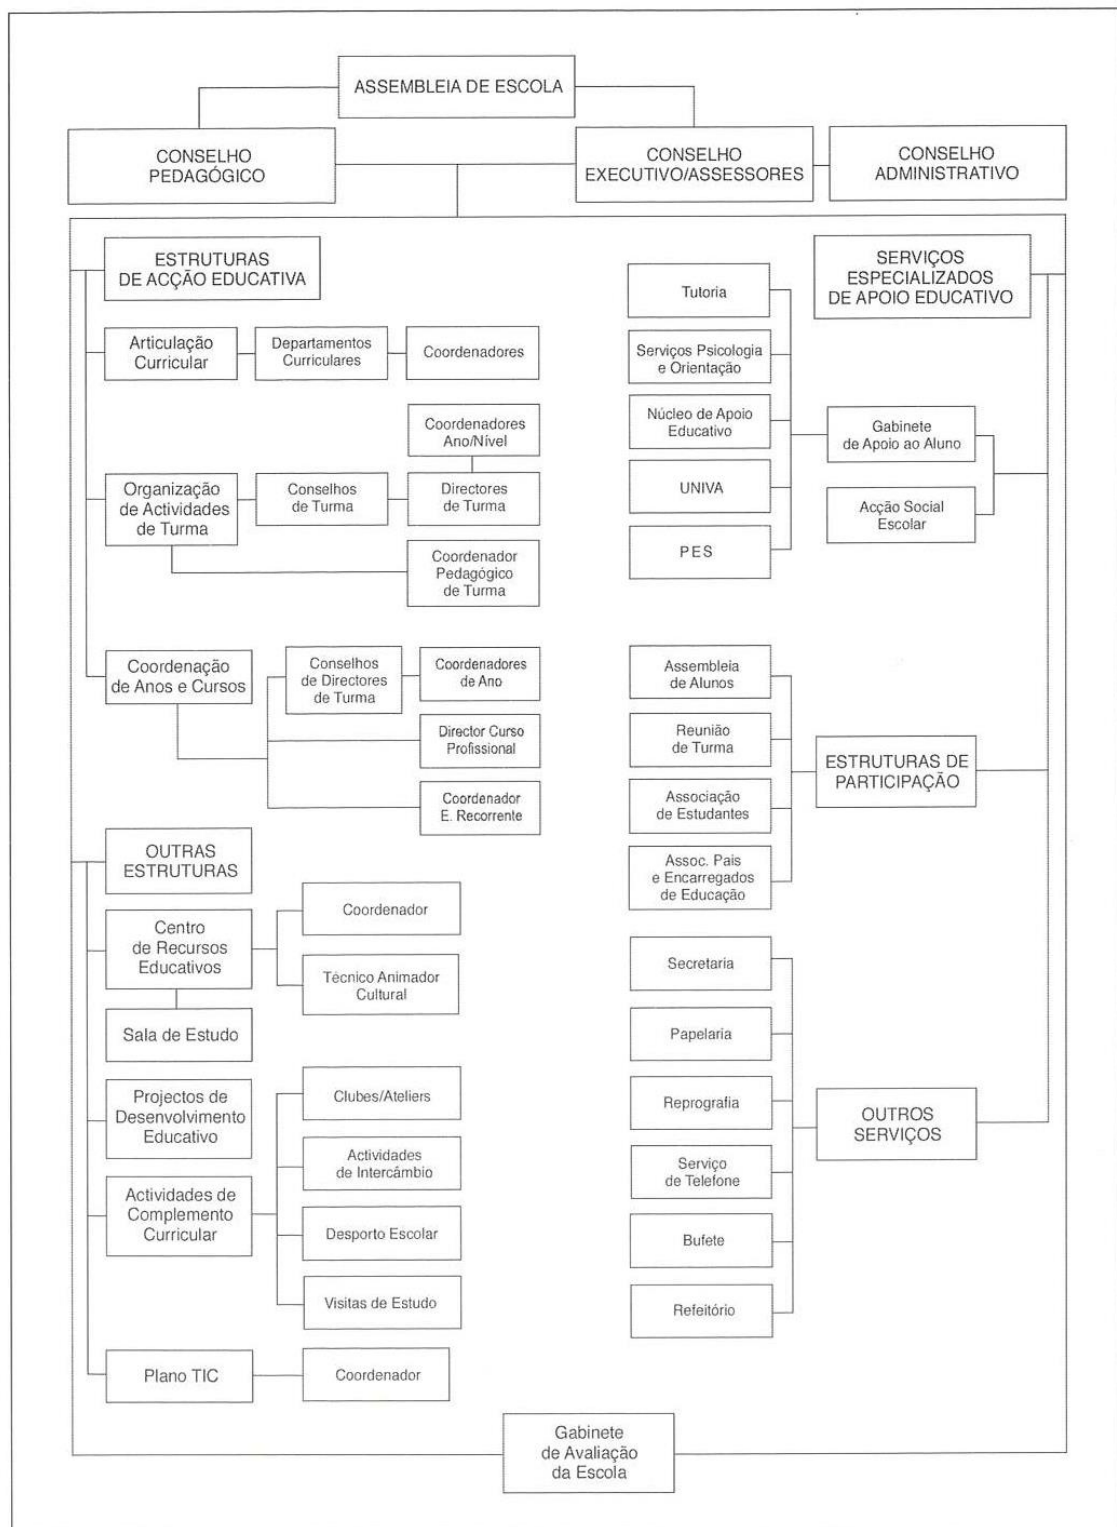 ASSEMBLEIA DE ESCOLA
CONSELHO
PEDAGÓGICO
CONSELHO
EXECUTIVO/ASSESSORES
CONSELHO
ADMINISTRATIVO
ESTRUTURAS
DE ACÇÃO EDUCATIVA
Articulação
Curricular
Departamentos
Curriculares
Coordenadores
Coordenadores
Ano/Nível
Organização
de Actividades
de Turma
Conselhos
de Turma
Directores
de Turma
Coordenador
Pedagógico
de Turma
Coordenação
de Anos e Cursos
Conselhos
de Directores
de Turma
Coordenadores
de Ano
Director Curso
Profissional
Coordenador
E. Recorrente
OUTRAS
ESTRUTURAS
Centro
de Recursos
Educativos
Coordenador
Técnico Animador
Cultural
Sala de Estudo
Projectos de
Desenvolvimento
Educativo
Actividades de
Complemento
Curricular
Clubes/Ateliers
Actividades
de Intercâmbio
Desporto Escolar
Visitas de Estudo
Plano TIC
Coordenador
SERVIÇOS
ESPECIALIZADOS
DE APOIO EDUCATIVO
Tutoria
Serviços Psicologia
e Orientação
Núcleo de Apoio
Educativo
UNIVA
PES
Gabinete
de Apoio ao Aluno
Acção Social
Escolar
Assembleia
de Alunos
Reunião
de Turma
Associação
de Estudantes
Assoc. Pais
e Encarregados
de Educação
ESTRUTURAS DE
PARTICIPAÇÃO
Secretaria
Papelaria
Reprografia
Serviço
de Telefone
Bufete
Refeitório
OUTROS
SERVIÇOS
Gabinete
de Avaliação
da Escola